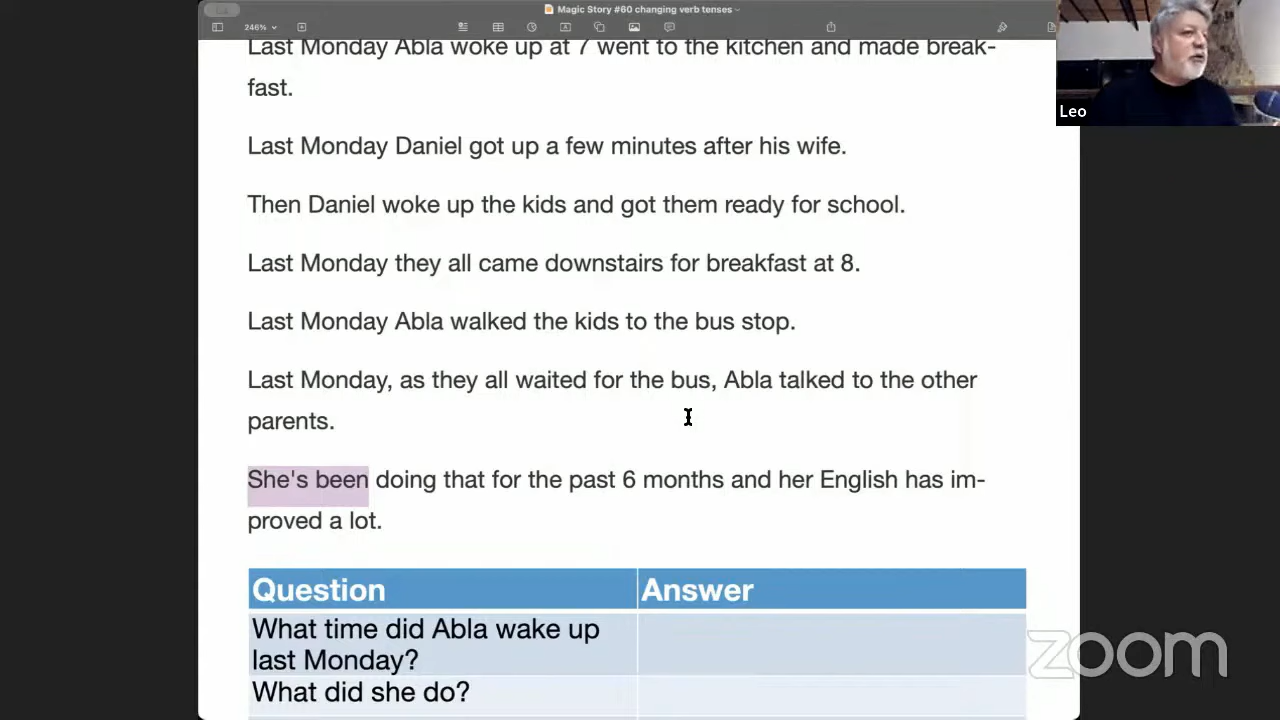 Magic Story #60 changing verb tenses
246%
Last Monday Abla woke up at 7 went to the kitchen and made break-
fast.
Last Monday Daniel got up a few minutes after his wife.
Then Daniel woke up the kids and got them ready for school.
Last Monday they all came downstairs for breakfast at 8.
Last Monday Abla walked the kids to the bus stop.
Last Monday, as they all waited for the bus, Abla talked to the other
parents.
She's been doing that for the past 6 months and her English has im-
proved a lot.
Question Answer
What time did Abla wake up
last Monday?
What did she do?
Leo
zoom